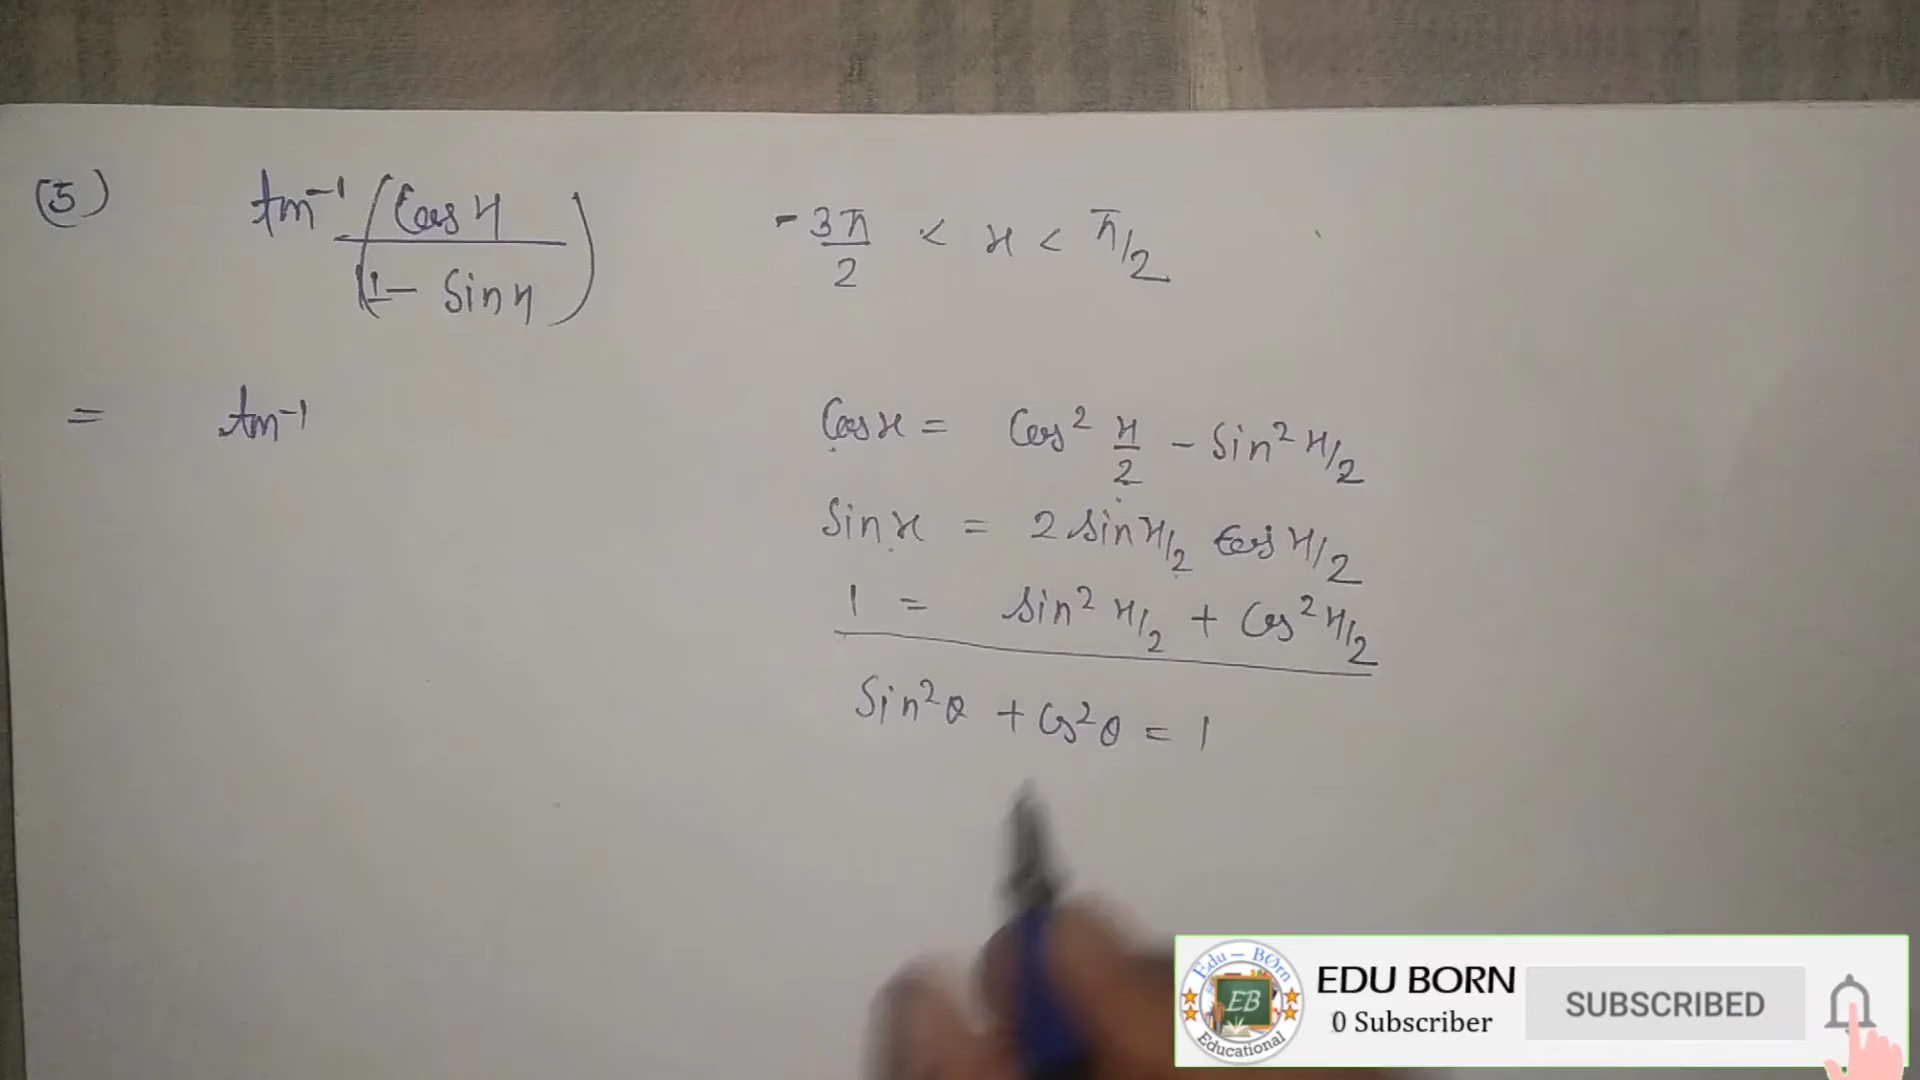 (5) tan⁻¹ (Cos x / 1 - Sin x) -3π/2 < x < π/2
= tan⁻¹
Cos x = Cos² x/2 - Sin² x/2
Sin x = 2 sin x/2 Cos x/2
1 = sin² x/2 + Cos² x/2
Sin²θ + Cos²θ = 1
Edu - BØrn
EB
Educational
EDU BORN
0 Subscriber
SUBSCRIBED